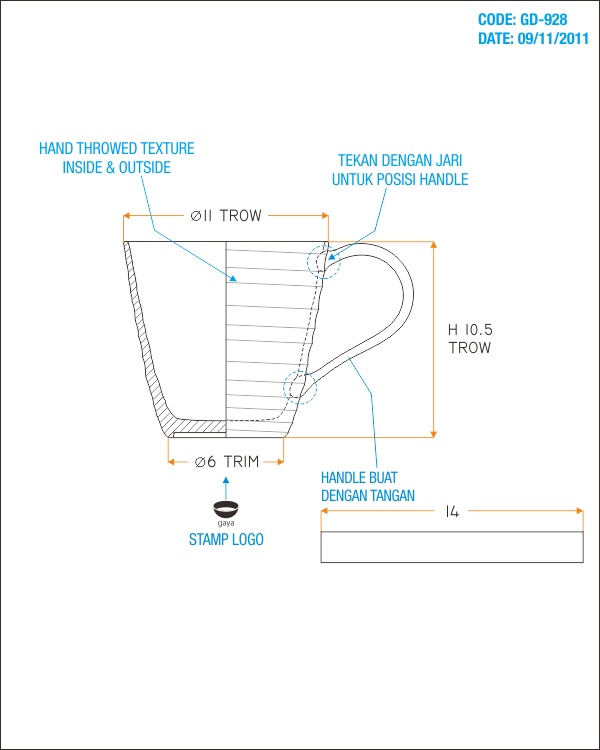 CODE: GD-928
DATE: 09/11/2011
HAND THROWED TEXTURE
INSIDE & OUTSIDE
TEKAN DENGAN JARI
UNTUK POSISI HANDLE
Ø11 TROW
H 10.5
TROW
Ø6 TRIM
HANDLE BUAT
DENGAN TANGAN
14
gaya
STAMP LOGO